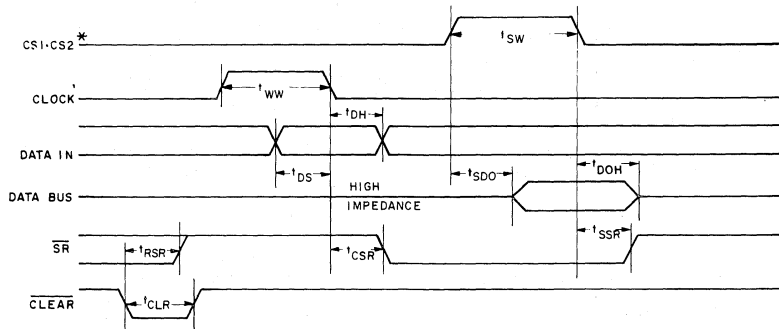 CS1·CS2*
tSW
CLOCK'
tWW
tDH
DATA IN
tDS
tSDO
tDOH
DATA BUS
HIGH
IMPEDANCE
SR
tRSR
tCSR
tSSR
CLEAR
tCLR